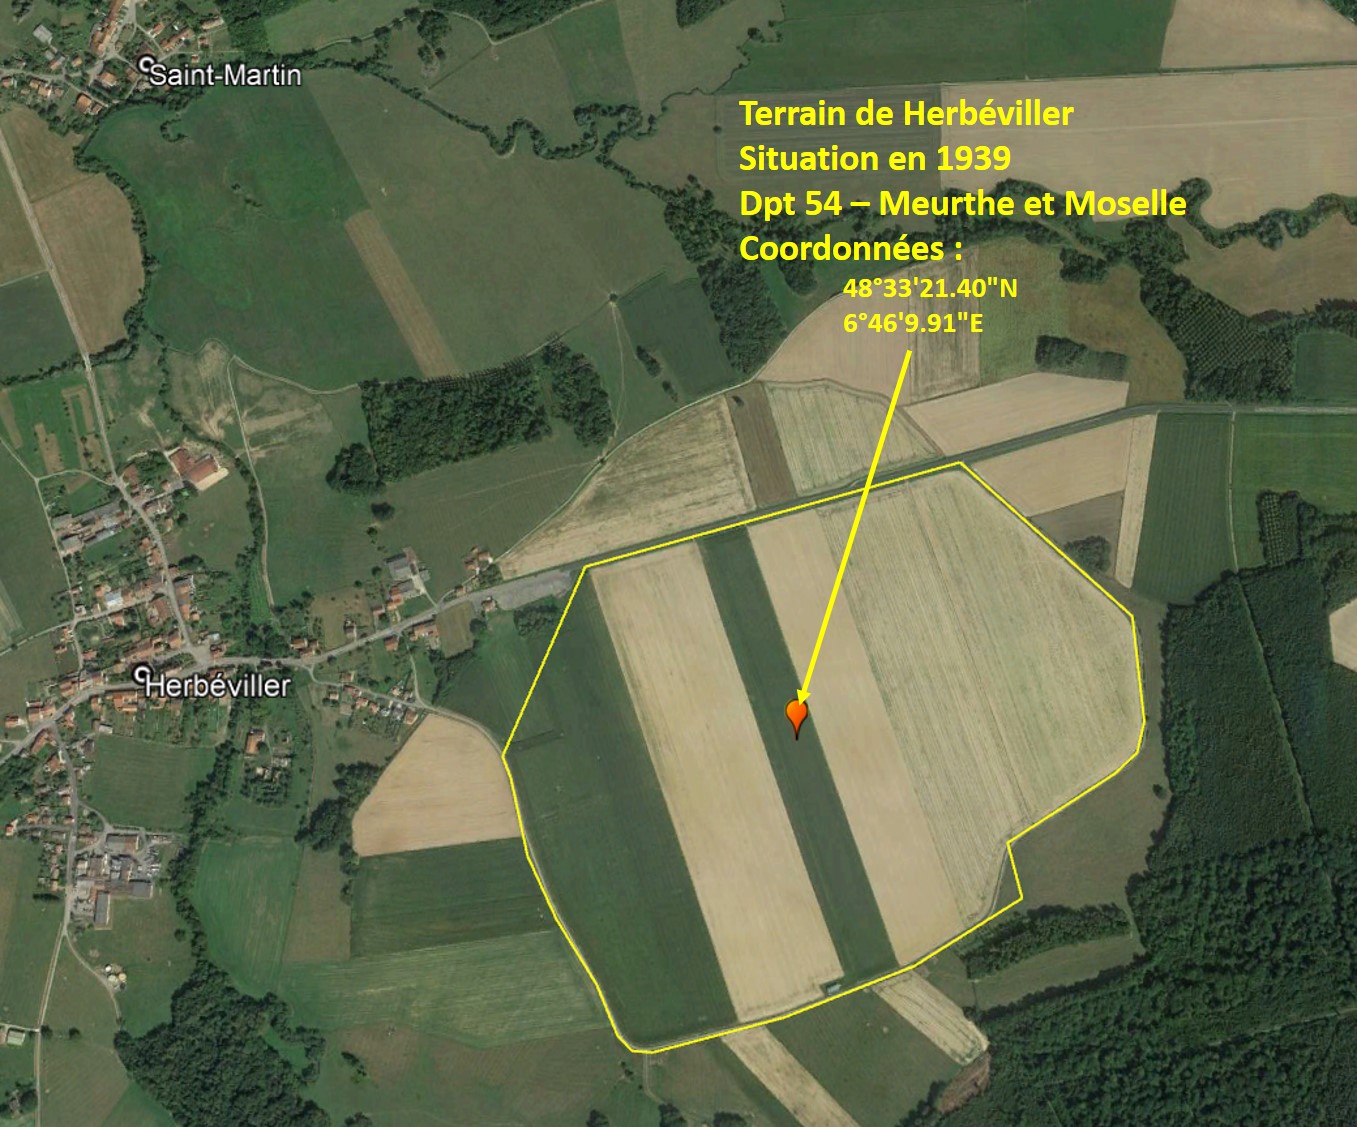 Saint-Martin
Terrain de Herbéviller
Situation en 1939
Dpt 54 – Meurthe et Moselle
Coordonnées :
48°33'21.40"N
6°46'9.91"E
Herbéviller